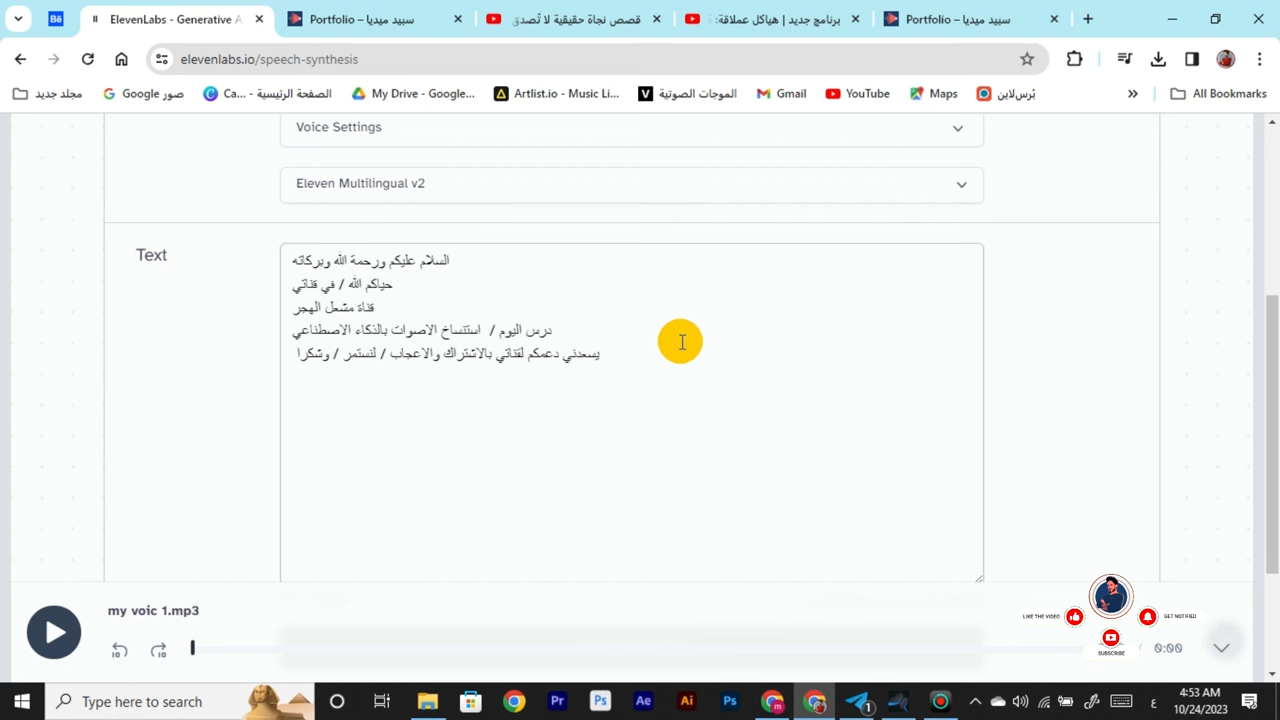 ElevenLabs - Generative A
Portfolio – سبيد ميديا
قصص نجاة حقيقية لا تُصدق
برنامج جديد | هياكل عملاقة:
Portfolio – سبيد ميديا
elevenlabs.io/speech-synthesis
مجلد جديد
Google صور
Ca... - الصفحة الرئيسية
My Drive - Google...
Artlist.io - Music Li...
الموجات الصوتية
Gmail
YouTube
Maps
بُرس‌لاين
All Bookmarks
Voice Settings
Eleven Multilingual v2
Text
السلام عليكم ورحمة الله وبركاته
حياكم الله / في قناتي
قناة مشعل الهجر
درس اليوم / استنساخ الاصوات بالذكاء الاصطناعي
يسعدني دعمكم لقناتي بالاشتراك والاعجاب / لنستمر / وشكرا
my voic 1.mp3
LIKE THE VIDEO
GET NOTIFIED
SUBSCRIBE
0:00
Type here to search
4:53 AM
10/24/2023